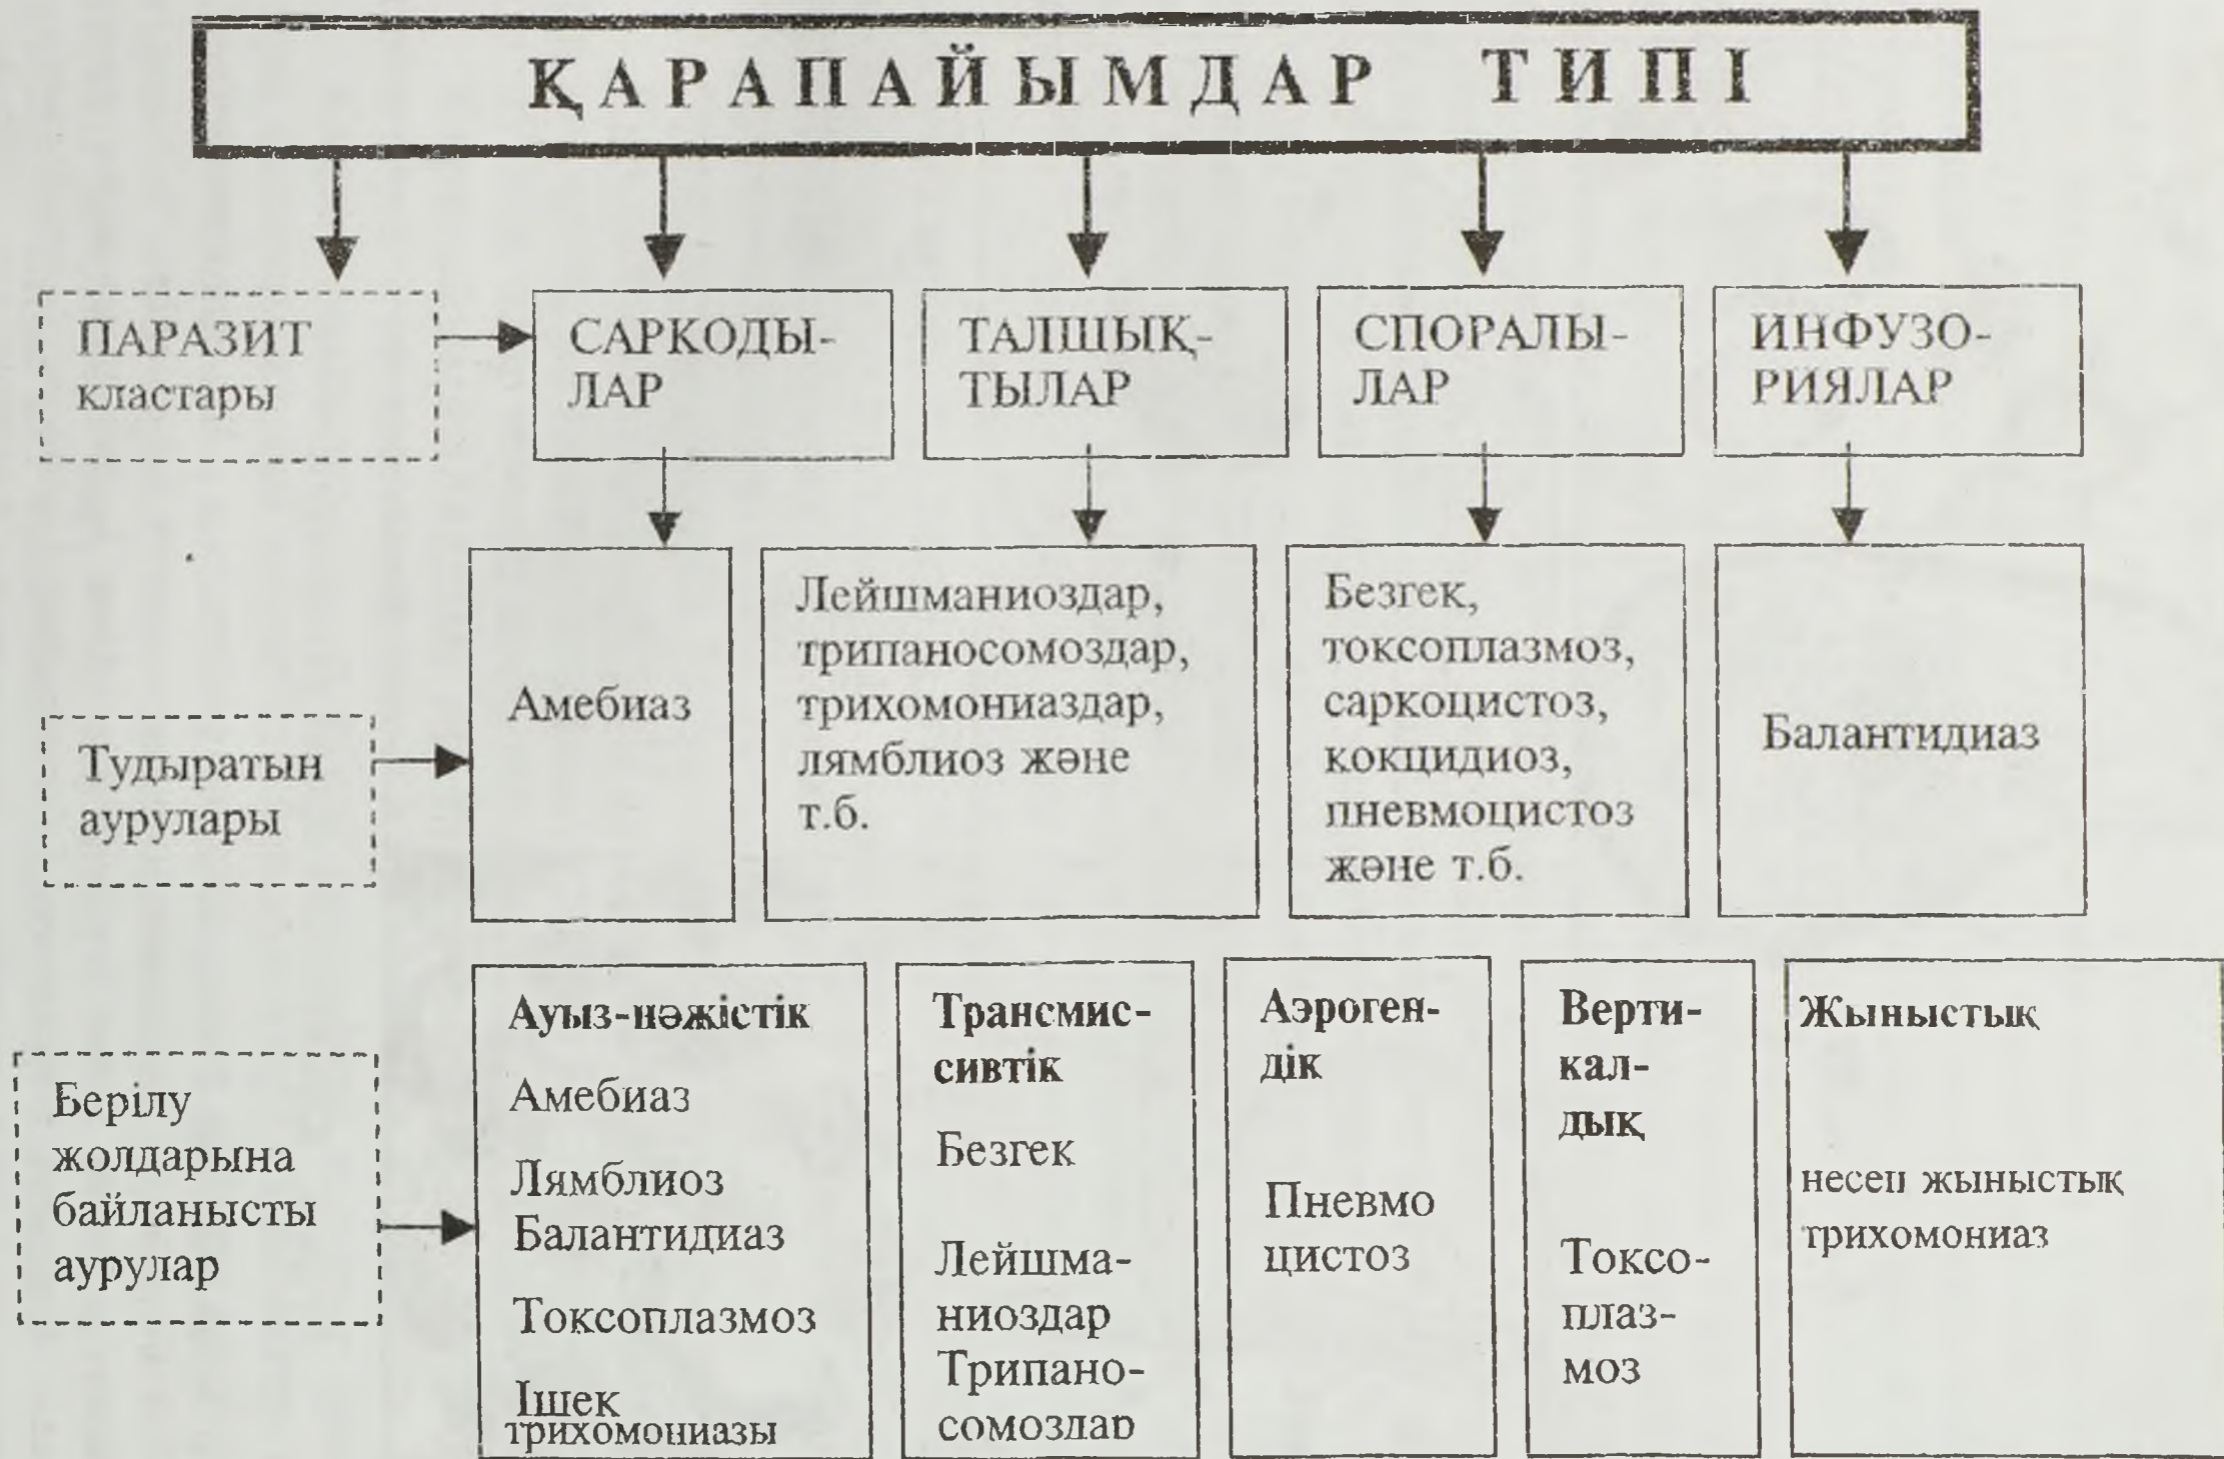 ҚАРАПАЙЫМДАР ТИПІ
ПАРАЗИТ
кластары
САРКОДЫ-
ЛАР
ТАЛШЫҚ-
ТЫЛАР
СПОРАЛЫ-
ЛАР
ИНФУЗО-
РИЯЛАР
Тудыратын
аурулары
Амебиаз
Лейшманиоздар,
трипаносомоздар,
трихомониаздар,
лямблиоз және
т.б.
Безгек,
токсоплазмоз,
саркоцистоз,
кокцидиоз,
пневмоцистоз
және т.б.
Балантидиаз
Берілу
жолдарына
байланысты
аурулар
Ауыз-нәжістік
Амебиаз
Лямблиоз
Балантидиаз
Токсоплазмоз
Ішек
трихомониазы
Трансмис-
сивтік
Безгек
Лейшма-
ниоздар
Трипано-
сомоздар
Аэроген-
дік
Пневмо
цистоз
Верти-
кал-
дық
Токсо-
плаз-
моз
Жыныстық
несеп жыныстық
трихомониаз